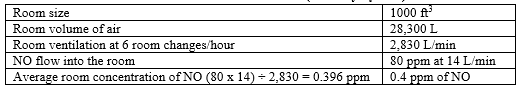 Room size 1000 ft³
Room volume of air 28,300 L
Room ventilation at 6 room changes/hour 2,830 L/min
NO flow into the room 80 ppm at 14 L/min
Average room concentration of NO (80 x 14) ÷ 2,830 = 0.396 ppm 0.4 ppm of NO